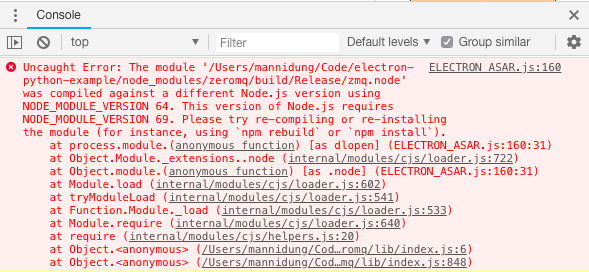 Console
top
Filter
Default levels
Group similar
Uncaught Error: The module '/Users/mannidung/Code/electron- ELECTRON_ASAR.js:160
python-example/node_modules/zeromq/build/Release/zmq.node'
was compiled against a different Node.js version using
NODE_MODULE_VERSION 64. This version of Node.js requires
NODE_MODULE_VERSION 69. Please try re-compiling or re-installing
the module (for instance, using `npm rebuild` or `npm install`).
at process.module.(anonymous function) [as dlopen] (ELECTRON_ASAR.js:160:31)
at Object.Module._extensions..node (internal/modules/cjs/loader.js:722)
at Object.module.(anonymous function) [as .node] (ELECTRON_ASAR.js:160:31)
at Module.load (internal/modules/cjs/loader.js:602)
at tryModuleLoad (internal/modules/cjs/loader.js:541)
at Function.Module._load (internal/modules/cjs/loader.js:533)
at Module.require (internal/modules/cjs/loader.js:640)
at require (internal/modules/cjs/helpers.js:20)
at Object.<anonymous> (/Users/mannidung/Cod…romq/lib/index.js:6)
at Object.<anonymous> (/Users/mannidung/Cod…mq/lib/index.js:848)